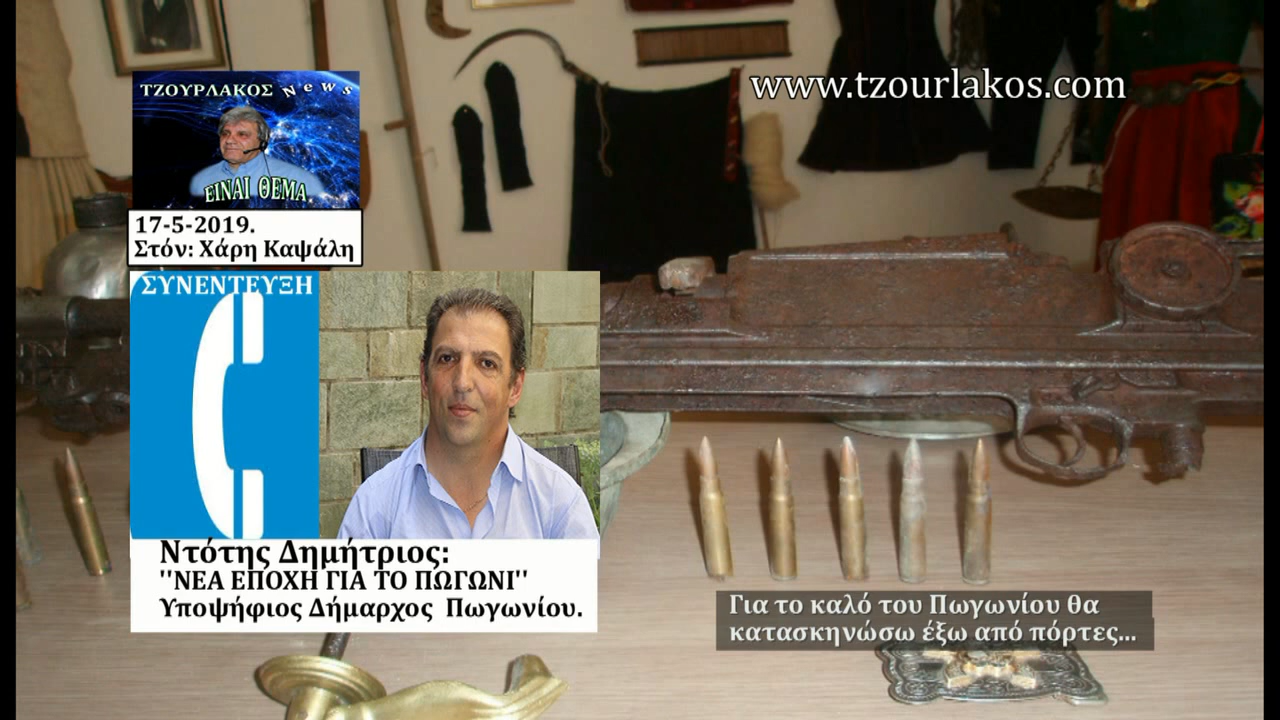 ΤΖΟΥΡΛΑΚΟΣ News
ΕΙΝΑΙ ΘΕΜΑ
17-5-2019.
Στόν: Χάρη Καψάλη
ΣΥΝΕΝΤΕΥΞΗ
Ντότης Δημήτριος:
''ΝΕΑ ΕΠΟΧΗ ΓΙΑ ΤΟ ΠΩΓΩΝΙ''
Υποψήφιος Δήμαρχος Πωγωνίου.
www.tzourlakos.com
Για το καλό του Πωγωνίου θα
κατασκηνώσω έξω από πόρτες...